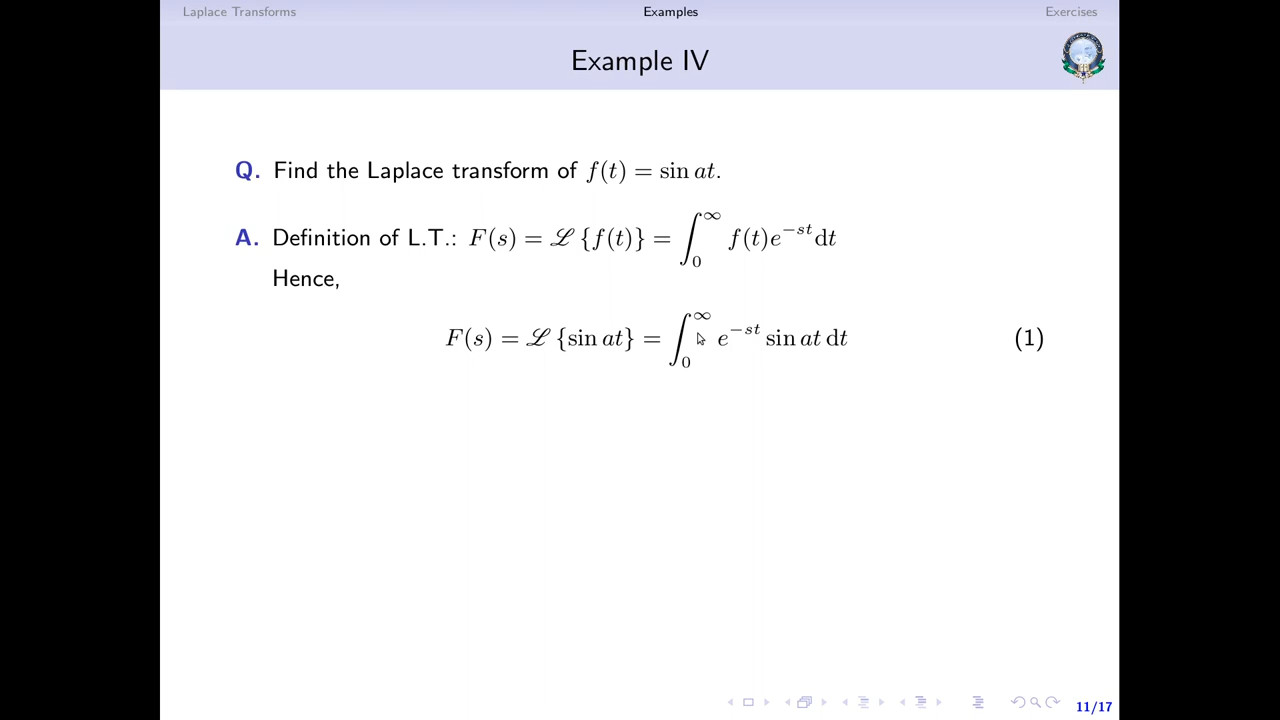 Laplace Transforms Examples Exercises
Example IV
Q. Find the Laplace transform of f(t) = sin at.
A. Definition of L.T.: F(s) = ℒ {f(t)} = ∫₀^∞ f(t)e^{−st}dt
Hence,
F(s) = ℒ {sin at} = ∫₀^∞ e^{−st} sin at dt (1)
11/17